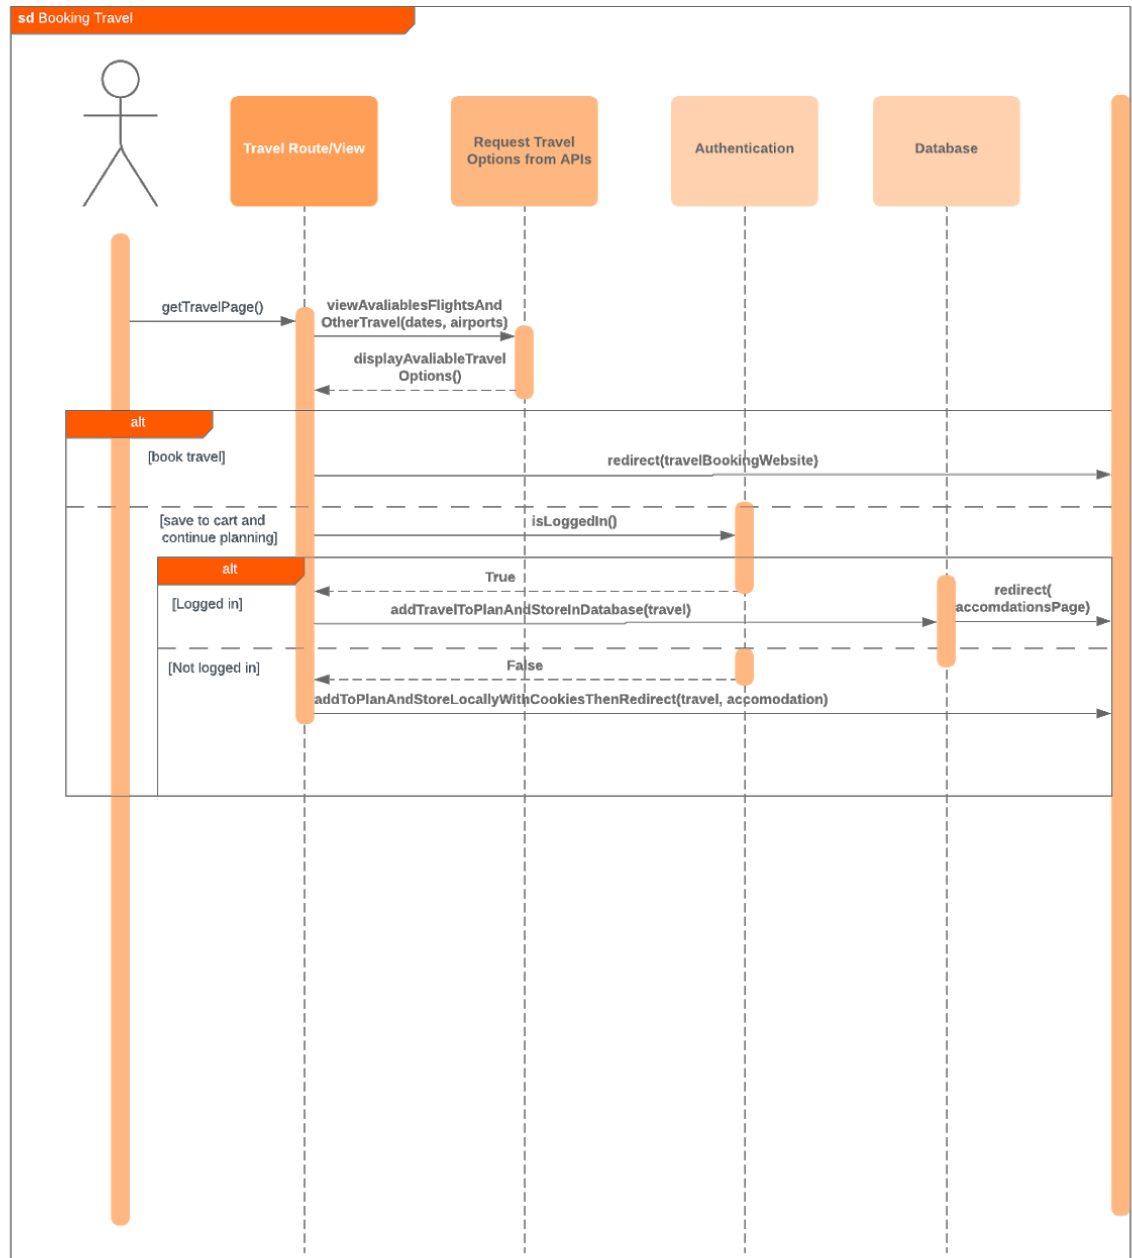 sd Booking Travel
Travel Route/View
Request Travel
Options from APIs
Authentication
Database
getTravelPage()
viewAvaliablesFlightsAnd
OtherTravel(dates, airports)
displayAvaliableTravel
Options()
alt
[book travel]
redirect(travelBookingWebsite)
[save to cart and
continue planning]
isLoggedIn()
alt
True
[Logged in]
addTravelToPlanAndStoreInDatabase(travel)
redirect(
accomdationsPage)
[Not logged in]
False
addToPlanAndStoreLocallyWithCookiesThenRedirect(travel, accomodation)